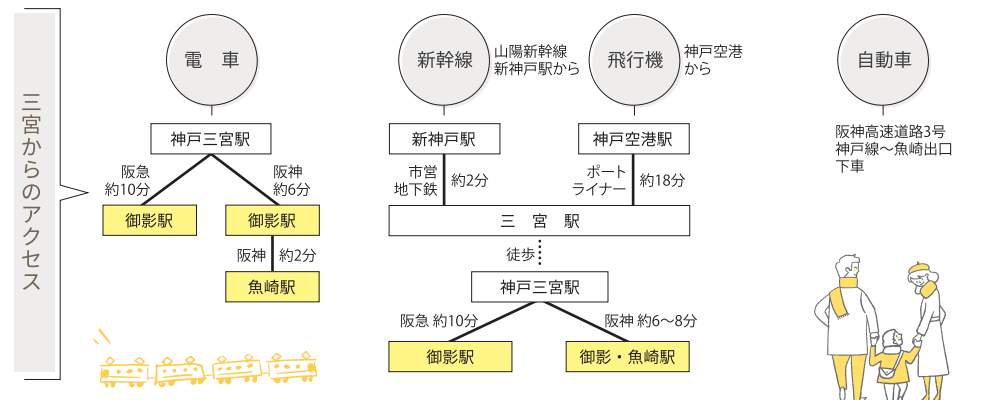 三宮からのアクセス
電　車
神戸三宮駅
阪急
約10分
阪神
約6分
御影駅
御影駅
阪神
約2分
魚崎駅
新幹線
山陽新幹線
新神戸駅から
飛行機
神戸空港
から
新神戸駅
神戸空港駅
市営
地下鉄
約2分
ポート
ライナー
約18分
三　宮　駅
徒歩
神戸三宮駅
阪急 約10分
阪神 約6〜8分
御影駅
御影・魚崎駅
自動車
阪神高速道路3号
神戸線〜魚崎出口
下車